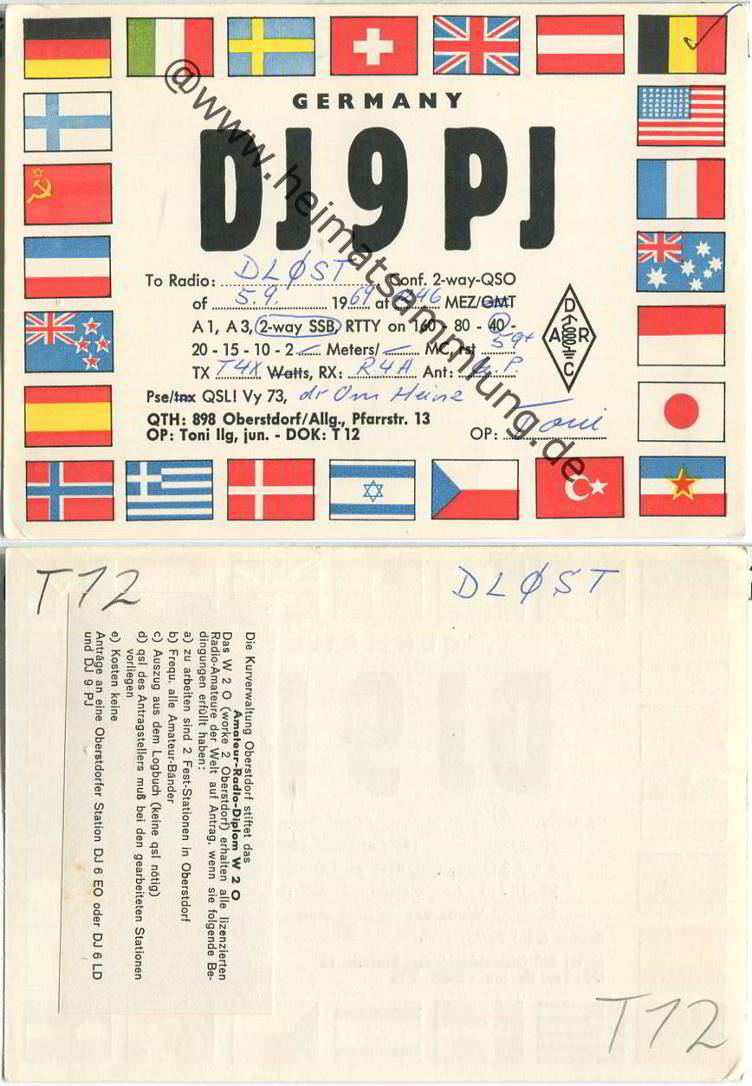 GERMANY
DJ 9 PJ
To Radio: DLØST Conf. 2-way-QSO
of 5.9. 1969 at MEZ/GMT
A 1, A 3, 2-way SSB, RTTY on 160 - 80 - 40 -
20 - 15 - 10 - 2 Meters/ MC, rst 59+
TX T4X Watts, RX: R4A Ant: G.P.
Pse/tnx QSL! Vy 73, dr Om Heinz
QTH: 898 Oberstdorf/Allg., Pfarrstr. 13
OP: Toni Ilg, jun. - DOK: T 12 OP: Toni
D
A R
C
@www.heimatsammlung.de
T12
DLØST
Die Kurverwaltung Oberstdorf stiftet das
Amateur-Radio-Diplom W 2 O
Das W 2 O (worke 2 Oberstdorf) erhalten alle lizenzierten
Radio-Amateure der Welt auf Antrag, wenn sie folgende Be-
dingungen erfüllt haben:
a) zu arbeiten sind 2 Fest-Stationen in Oberstdorf
b) Frequ. alle Amateur-Bänder
c) Auszug aus dem Logbuch (keine qsl nötig)
d) qsl des Antragstellers muß bei den gearbeiteten Stationen
vorliegen
e) Kosten keine
Anträge an eine Oberstdorfer Station DJ 6 EO oder DJ 6 LD
und DJ 9 PJ
T12